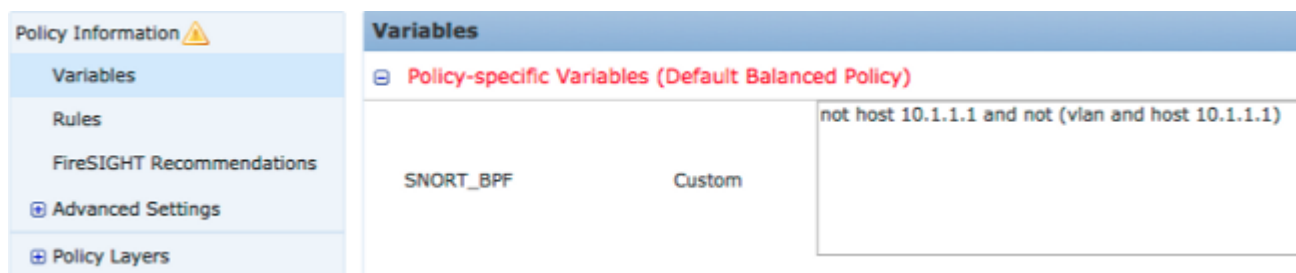 Policy Information
Variables
Rules
FireSIGHT Recommendations
Advanced Settings
Policy Layers
Variables
Policy-specific Variables (Default Balanced Policy)
SNORT_BPF Custom
not host 10.1.1.1 and not (vlan and host 10.1.1.1)